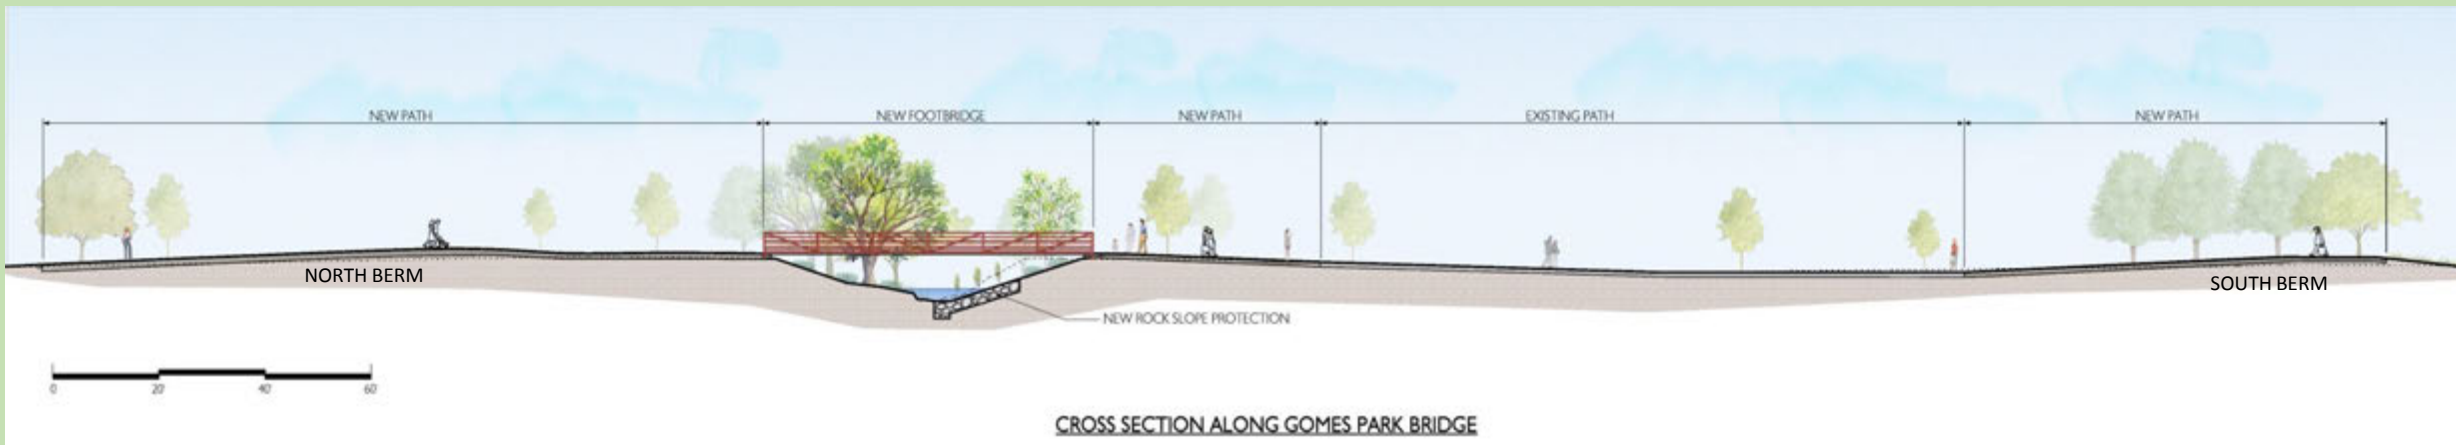 NEW PATH
NEW FOOTBRIDGE
NEW PATH
EXISTING PATH
NEW PATH
NORTH BERM
SOUTH BERM
NEW ROCK SLOPE PROTECTION
0 20' 40' 60'
CROSS SECTION ALONG GOMES PARK BRIDGE